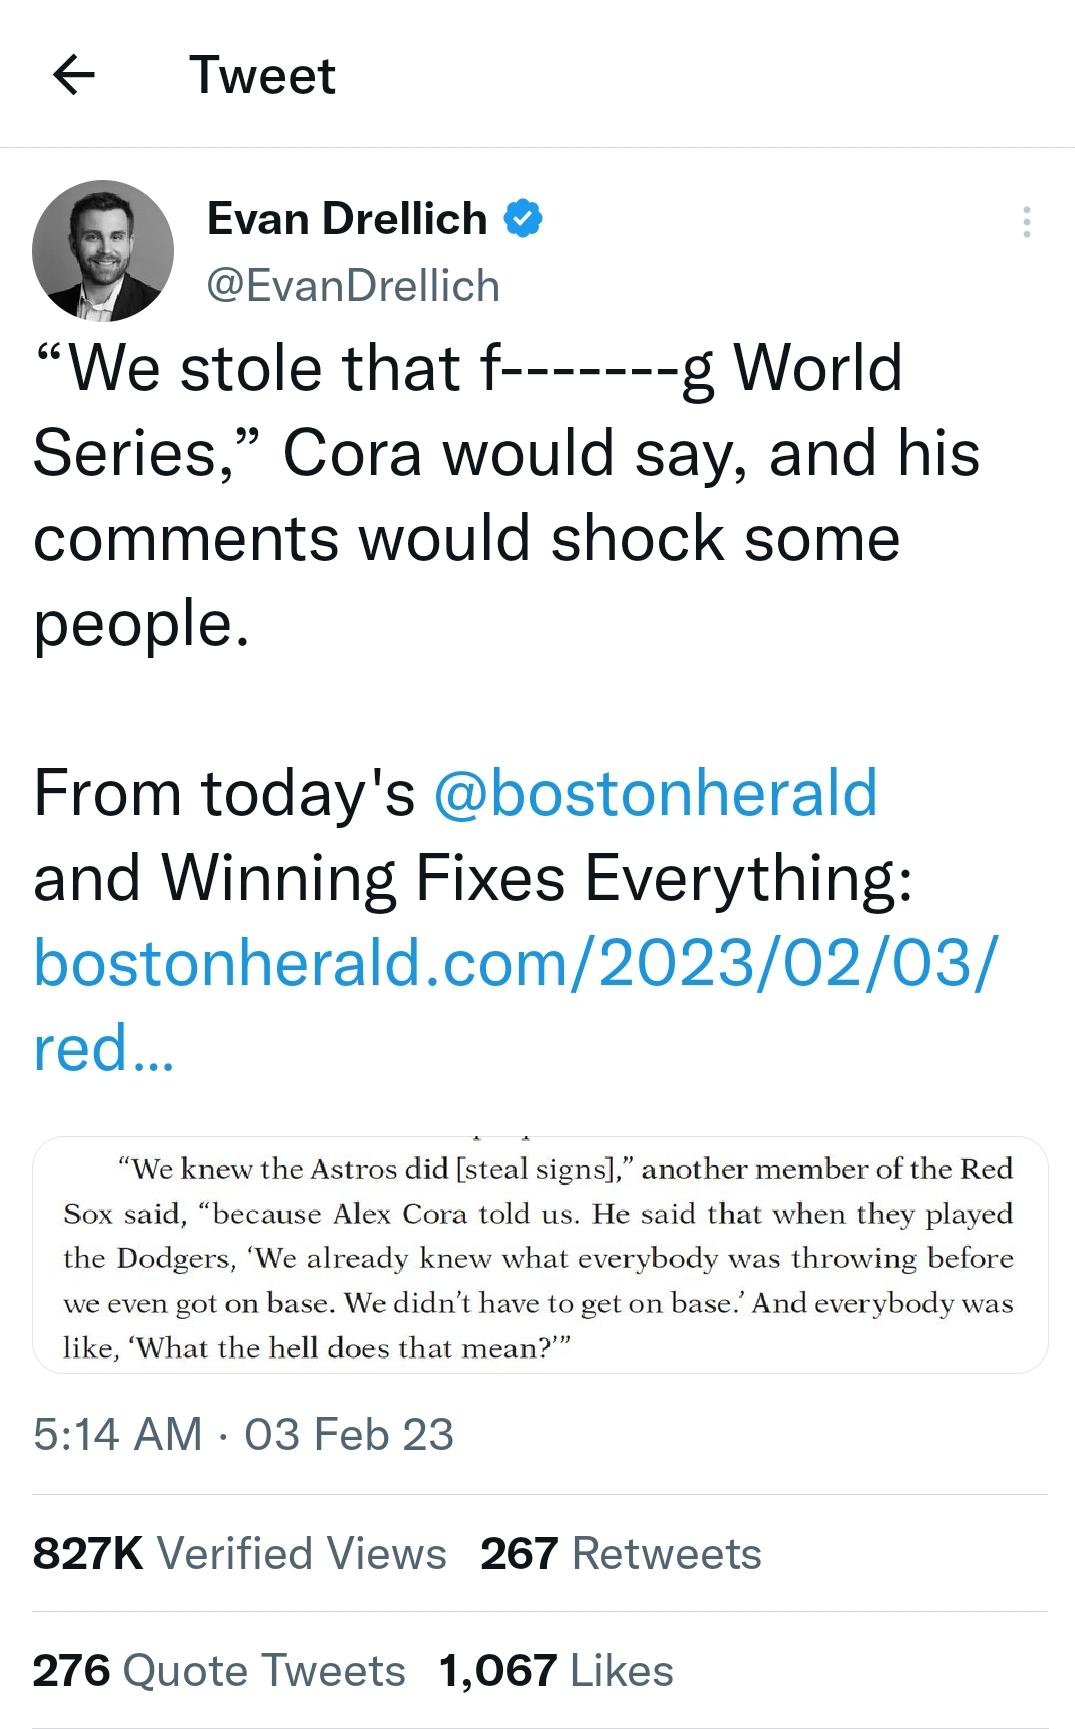 Tweet
Evan Drellich
@EvanDrellich
“We stole that f-------g World
Series,” Cora would say, and his
comments would shock some
people.
From today's @bostonherald
and Winning Fixes Everything:
bostonherald.com/2023/02/03/
red…
“We knew the Astros did [steal signs],” another member of the Red
Sox said, “because Alex Cora told us. He said that when they played
the Dodgers, ‘We already knew what everybody was throwing before
we even got on base. We didn’t have to get on base.’ And everybody was
like, ‘What the hell does that mean?’”
5:14 AM · 03 Feb 23
827K Verified Views 267 Retweets
276 Quote Tweets 1,067 Likes